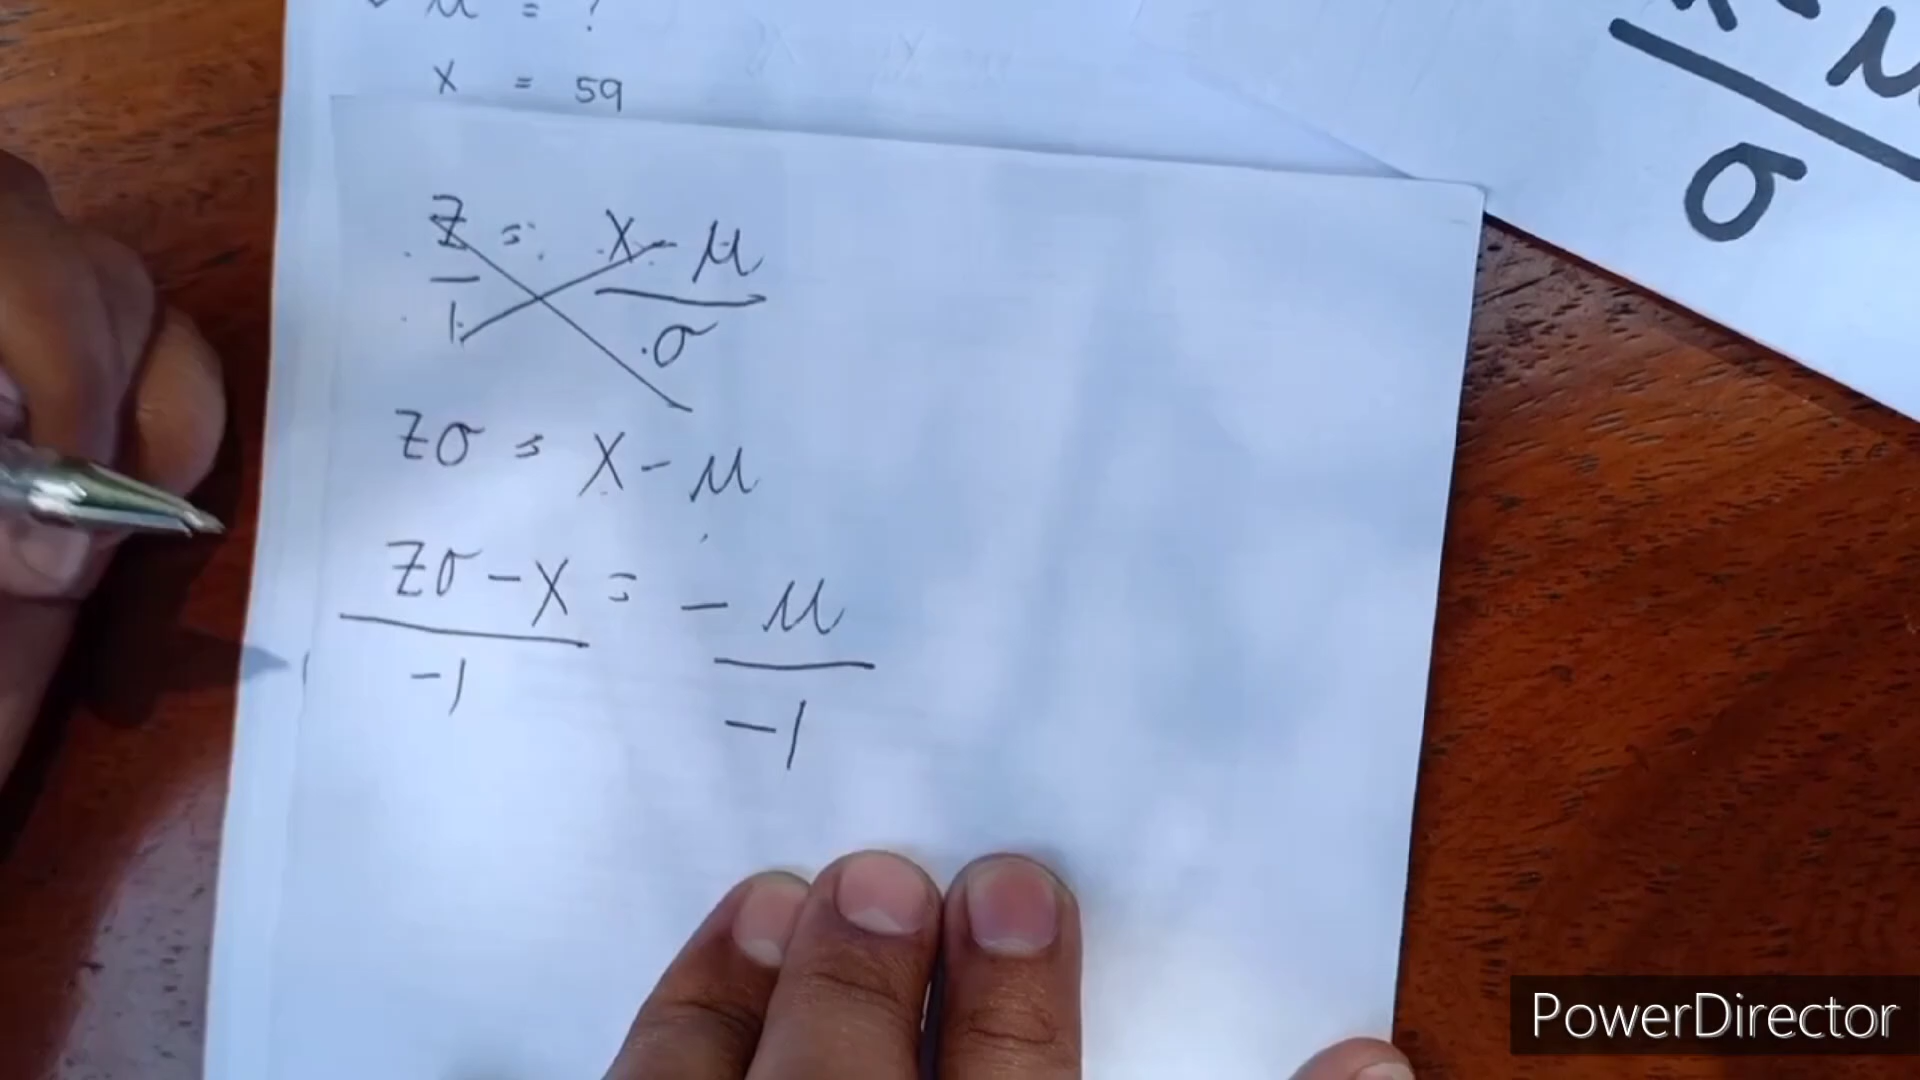 μ = ?
x = 59
x - μ
σ
z = x - μ
1 σ
zσ = x - μ
zσ - x = - μ
-1 -1
PowerDirector